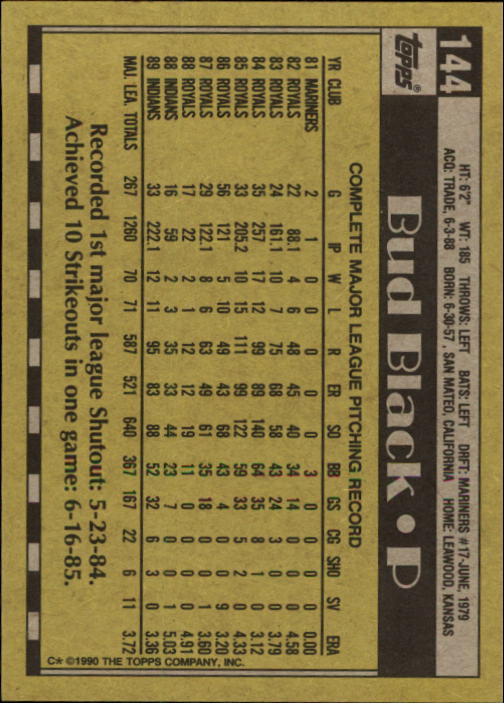 144
topps®
Bud Black • P
HT: 6'2" WT: 185 THROWS: LEFT BATS: LEFT DRFT: MARINERS #17-JUNE, 1979
ACQ: TRADE, 6-3-88 BORN: 6-30-57, SAN MATEO, CALIFORNIA HOME: LEAWOOD, KANSAS
COMPLETE MAJOR LEAGUE PITCHING RECORD
YR CLUB G IP W L R ER SO BB GS CG SHO SV ERA
81 MARINERS 2 1 0 0 0 0 0 3 0 0 0 0 0.00
82 ROYALS 22 88.1 4 6 48 45 40 34 14 0 0 0 4.58
83 ROYALS 24 161.1 10 7 75 68 58 43 24 3 0 0 3.79
84 ROYALS 35 257 17 12 99 89 140 64 35 8 1 0 3.12
85 ROYALS 33 205.2 10 15 111 99 122 59 33 5 2 0 4.33
86 ROYALS 56 121 5 10 49 43 68 43 4 0 0 9 3.20
87 ROYALS 29 122.1 8 6 63 49 61 35 18 0 0 1 3.60
88 ROYALS 17 22 2 1 12 12 19 11 0 0 0 0 4.91
88 INDIANS 16 59 2 3 35 33 44 23 7 0 0 1 5.03
89 INDIANS 33 222.1 12 11 95 83 88 52 32 6 3 0 3.36
MAJ. LEA. TOTALS 267 1260 70 71 587 521 640 367 167 22 6 11 3.72
Recorded 1st major league Shutout: 5-23-84.
Achieved 10 Strikeouts in one game: 6-16-85.
C* ©1990 THE TOPPS COMPANY, INC.